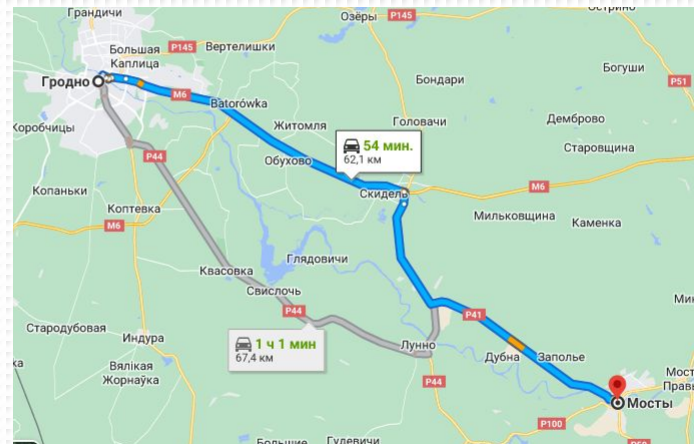 Грандичи
Озёры
P145
Острино
Большая
Каплица
P145
Вертелишки
Богуши
P51
Гродно
Бондари
M6
Batorówka
Коробчицы
Житомля
Головачи
Демброво
54 мин.
62,1 км
Старовщина
P44
Обухово
Скидель
M6
Копаньки
Коптевка
Мильковщина
Каменка
M6
Глядовичи
Квасовка
Свислочь
P44
P41
Стародубовая
Индура
1 ч 1 мин
67,4 км
Лунно
Дубна
Заполье
Вялікая
Жорнаўка
P44
Мосты
P100
Большие
Гудевичи